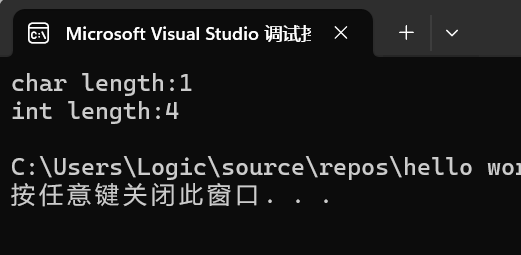 Microsoft Visual Studio 调试
char length:1
int length:4
C:\Users\Logic\source\repos\hello
按任意键关闭此窗口. . .